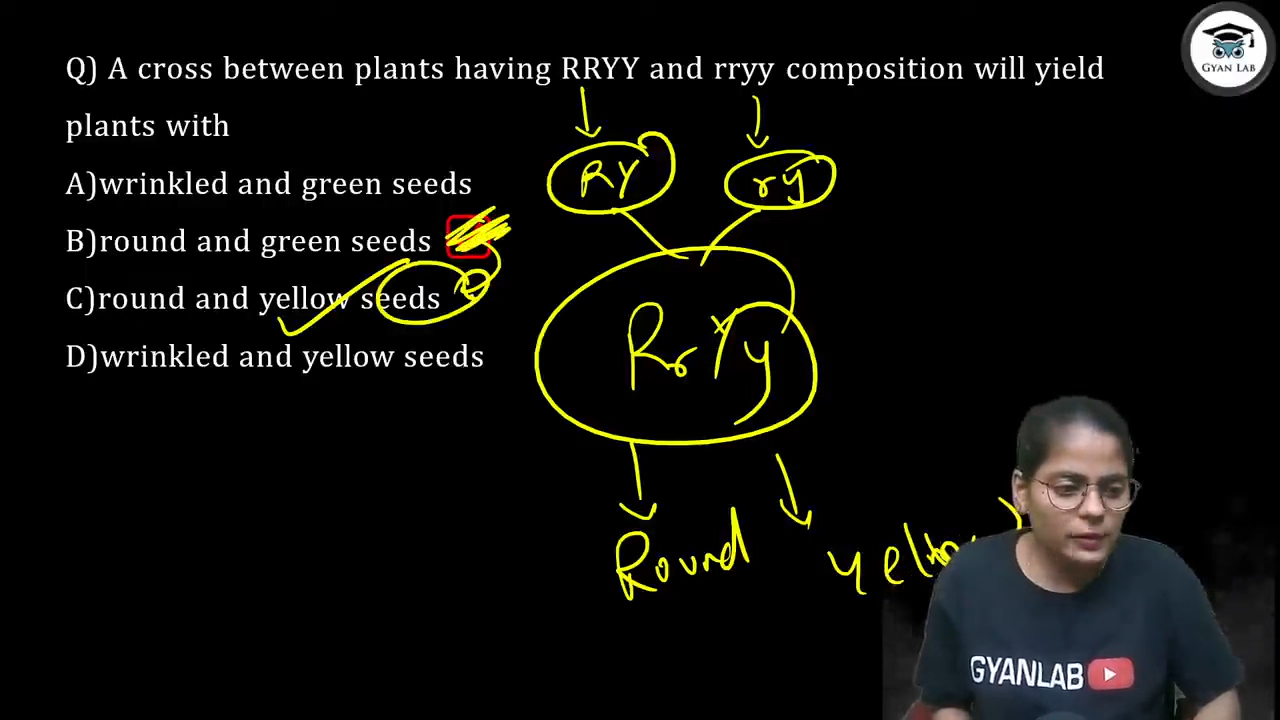 Q) A cross between plants having RRYY and rryy composition will yield
plants with
A)wrinkled and green seeds
B)round and green seeds
C)round and yellow seeds
D)wrinkled and yellow seeds
RY
ry
RrYy
Round
GYAN LAB
GYANLAB